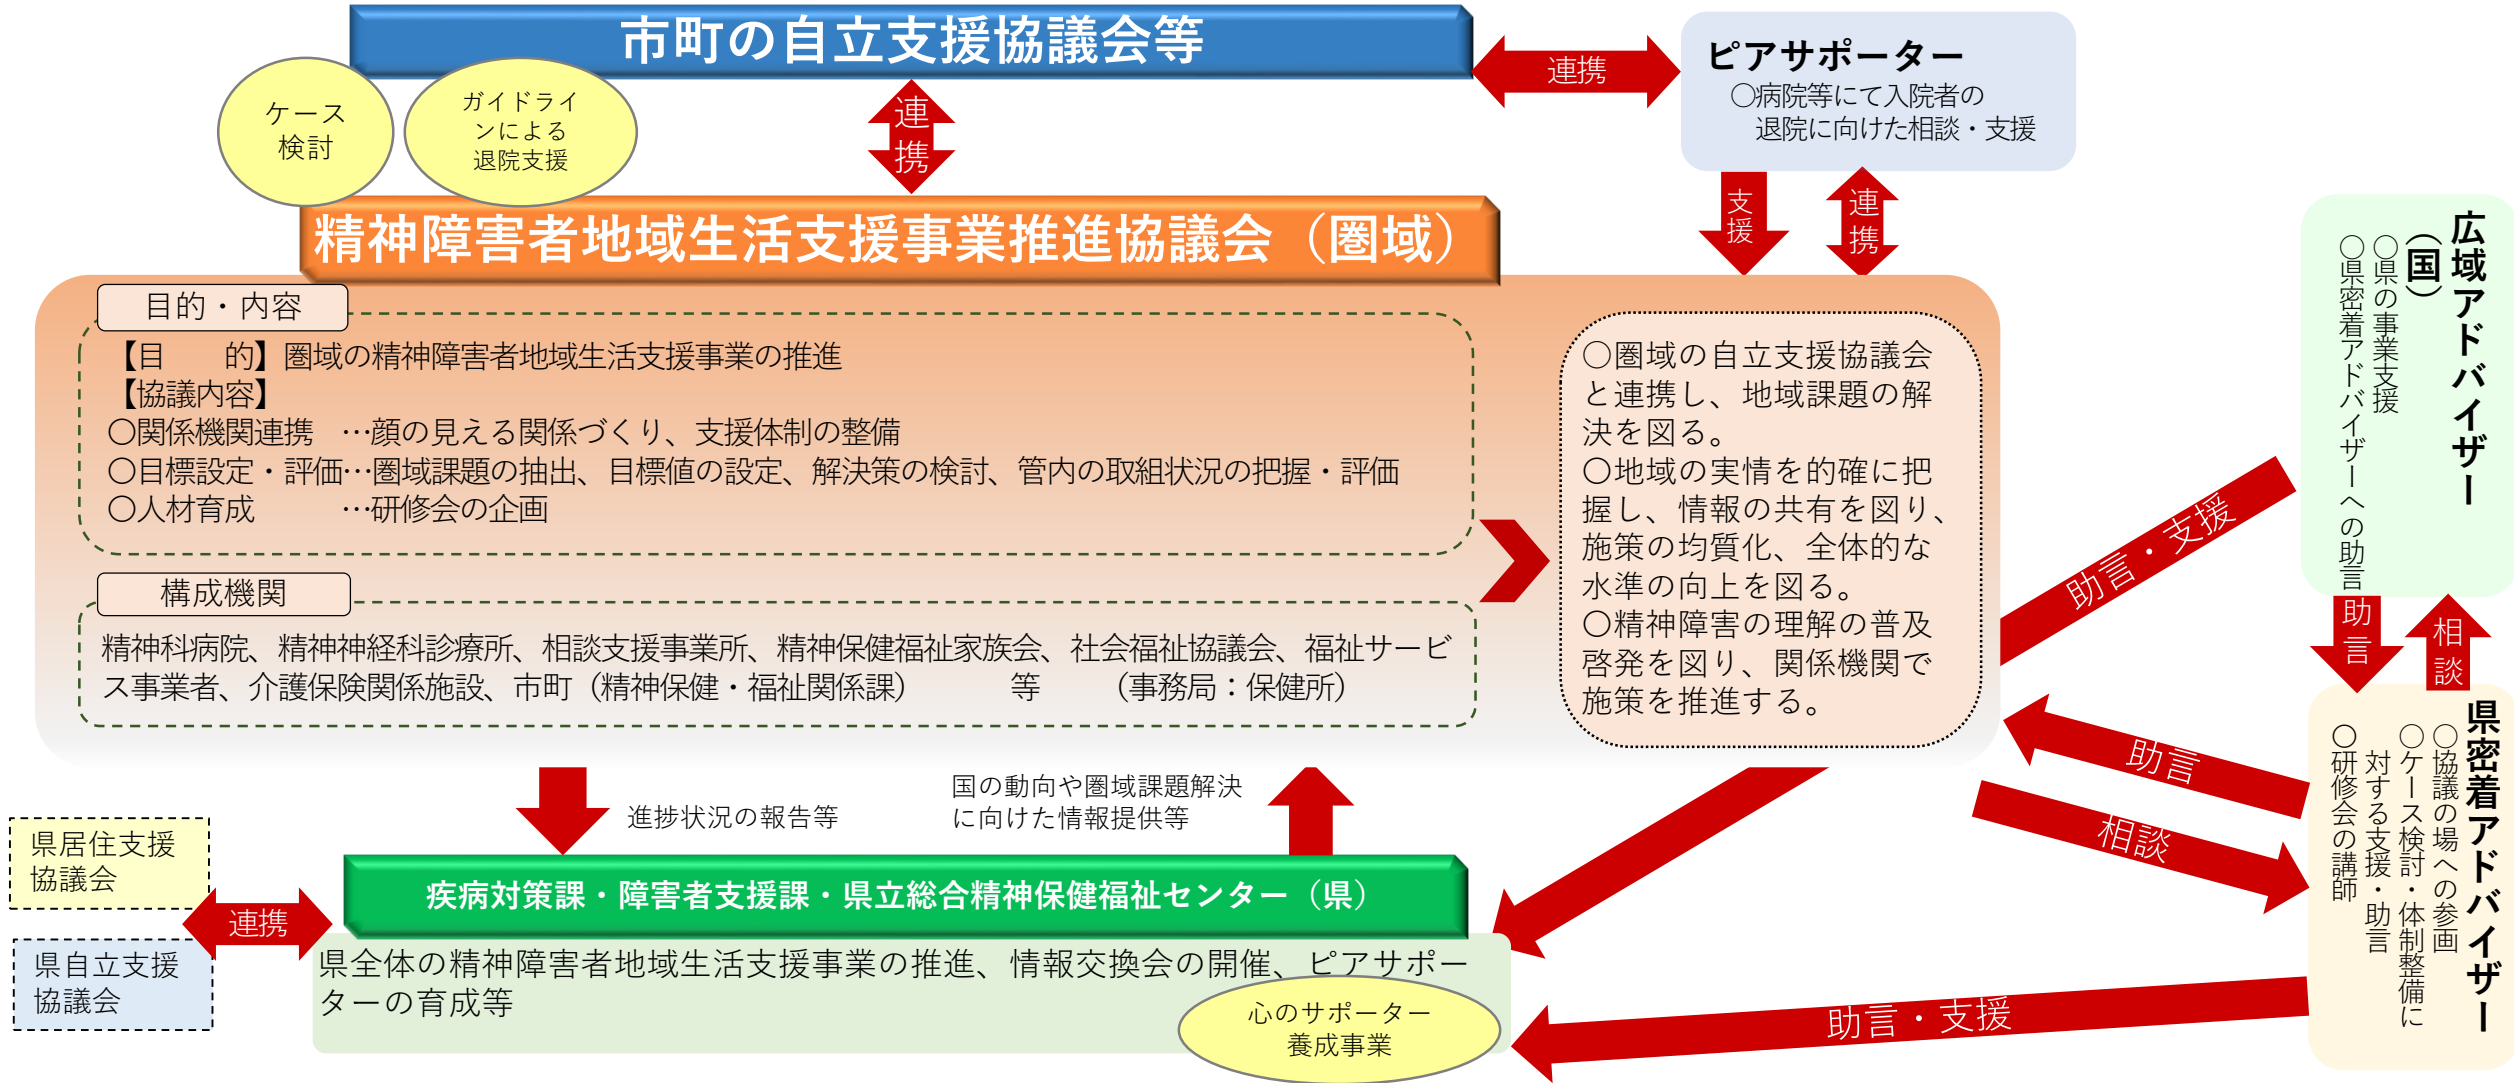 市町の自立支援協議会等
ケース
検討
ガイドライ
ンによる
退院支援
連携
連携
ピアサポーター
○病院等にて入院者の
退院に向けた相談・支援
支援
連携
精神障害者地域生活支援事業推進協議会（圏域）
目的・内容
【目　　的】圏域の精神障害者地域生活支援事業の推進
【協議内容】
○関係機関連携　…顔の見える関係づくり、支援体制の整備
○目標設定・評価…圏域課題の抽出、目標値の設定、解決策の検討、管内の取組状況の把握・評価
○人材育成　　　…研修会の企画
構成機関
精神科病院、精神神経科診療所、相談支援事業所、精神保健福祉家族会、社会福祉協議会、福祉サービ
ス事業者、介護保険関係施設、市町（精神保健・福祉関係課）　　　等　　（事務局：保健所）
○圏域の自立支援協議会
と連携し、地域課題の解
決を図る。
○地域の実情を的確に把
握し、情報の共有を図り、
施策の均質化、全体的な
水準の向上を図る。
○精神障害の理解の普及
啓発を図り、関係機関で
施策を推進する。
広域アドバイザー
（国）
○県の事業支援
○県密着アドバイザーへの助言
助言・支援
助言
相談
県密着アドバイザー
○協議の場への参画
○ケース検討・体制整備に
対する支援・助言
○研修会の講師
助言
相談
進捗状況の報告等
国の動向や圏域課題解決
に向けた情報提供等
県居住支援
協議会
県自立支援
協議会
連携
疾病対策課・障害者支援課・県立総合精神保健福祉センター（県）
県全体の精神障害者地域生活支援事業の推進、情報交換会の開催、ピアサポー
ターの育成等
心のサポーター
養成事業
助言・支援